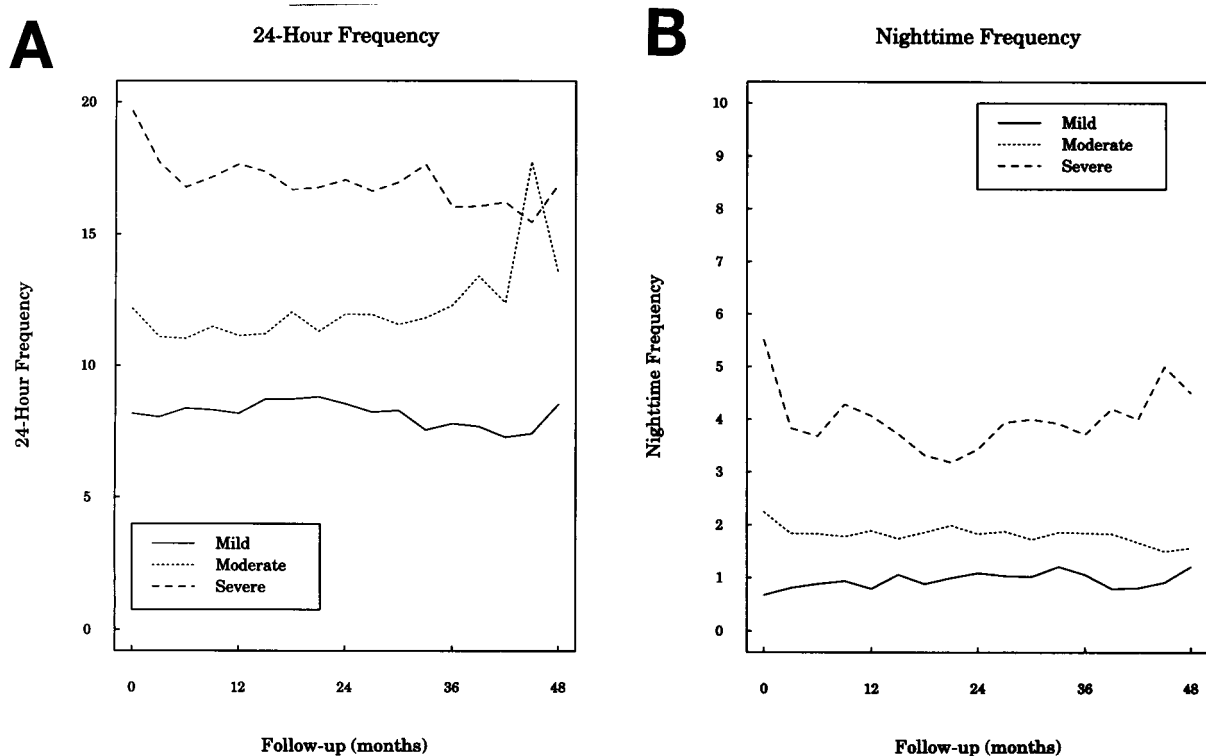 A
24-Hour Frequency
24-Hour Frequency
20
15
10
5
0
Mild
Moderate
Severe
0 12 24 36 48
Follow-up (months)
B
Nighttime Frequency
Nighttime Frequency
10
9
8
7
6
5
4
3
2
1
0
Mild
Moderate
Severe
0 12 24 36 48
Follow-up (months)